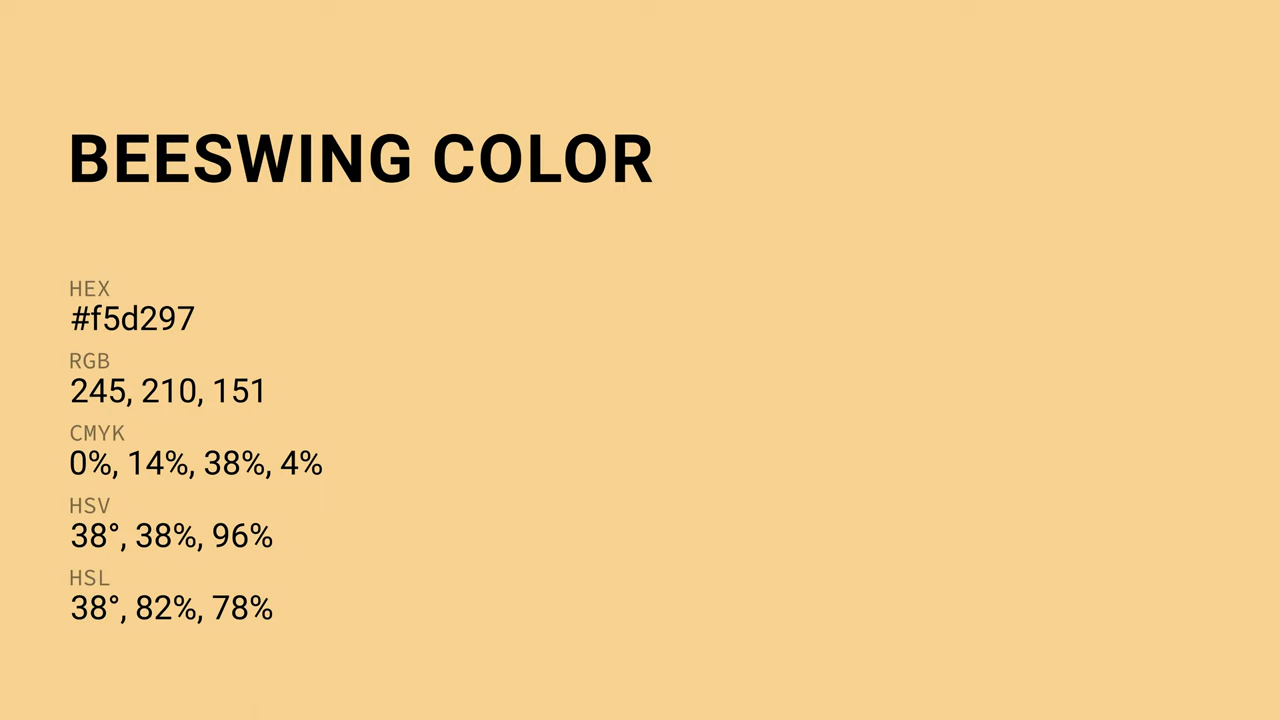 BEESWING COLOR
HEX
#f5d297
RGB
245, 210, 151
CMYK
0%, 14%, 38%, 4%
HSV
38°, 38%, 96%
HSL
38°, 82%, 78%